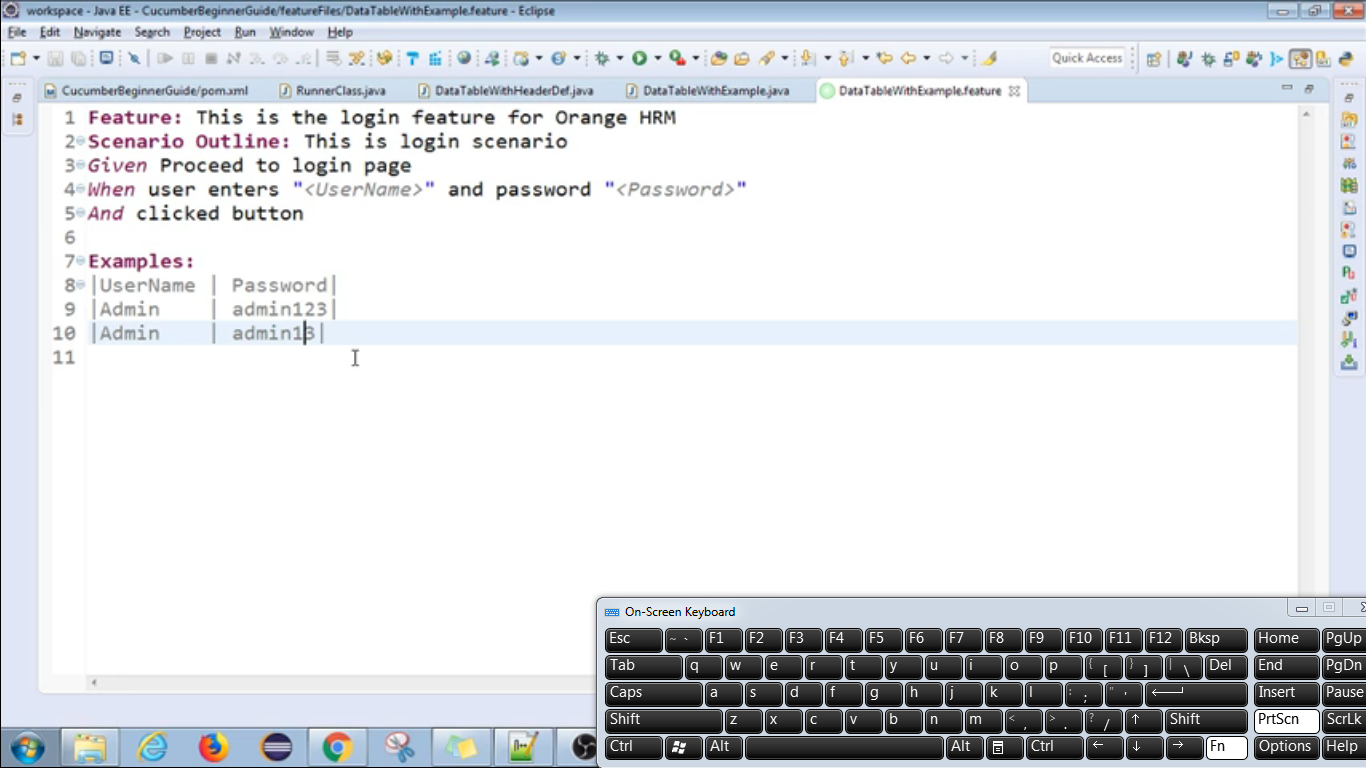 workspace - Java EE - CucumberBeginnerGuide/featureFiles/DataTableWithExample.feature - Eclipse
File Edit Navigate Search Project Run Window Help
Quick Access
CucumberBeginnerGuide/pom.xml RunnerClass.java DataTableWithHeaderDef.java DataTableWithExample.java DataTableWithExample.feature
1 Feature: This is the login feature for Orange HRM
2 Scenario Outline: This is login scenario
3 Given Proceed to login page
4 When user enters "<UserName>" and password "<Password>"
5 And clicked button
6
7 Examples:
8 |UserName | Password|
9 |Admin | admin123|
10 |Admin | admin13|
11
On-Screen Keyboard
Esc ~ ` F1 F2 F3 F4 F5 F6 F7 F8 F9 F10 F11 F12 Bksp Home PgUp
Tab q w e r t y u i o p { [ } ] | \ Del End PgDn
Caps a s d f g h j k l : ; " ' Insert Pause
Shift z x c v b n m < , > . ? / ↑ Shift PrtScn ScrLk
Ctrl Alt Alt Ctrl ← ↓ → Fn Options Help